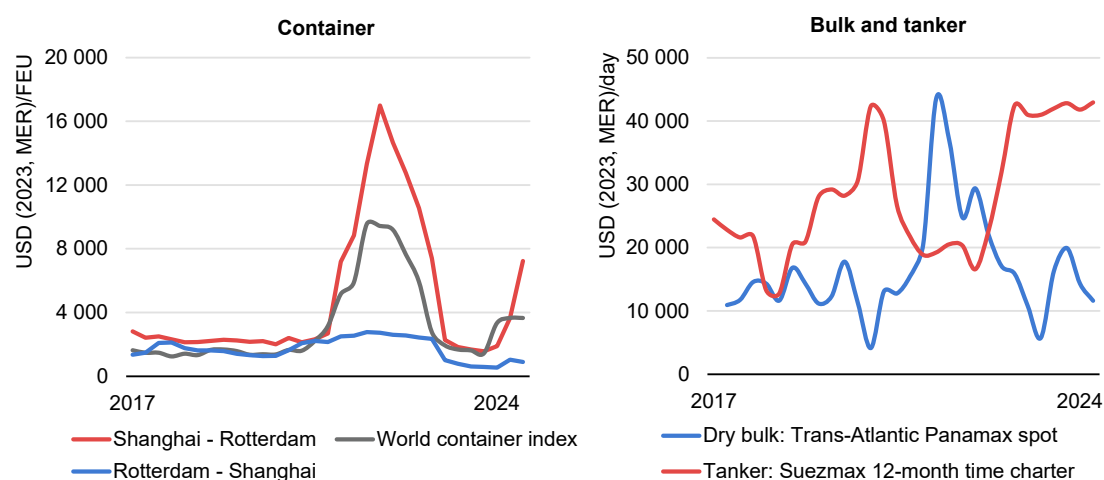 Container
USD (2023, MER)/FEU
20 000
16 000
12 000
8 000
4 000
0
2017
2024
Shanghai - Rotterdam
World container index
Rotterdam - Shanghai
Bulk and tanker
USD (2023, MER)/day
50 000
40 000
30 000
20 000
10 000
0
2017
2024
Dry bulk: Trans-Atlantic Panamax spot
Tanker: Suezmax 12-month time charter